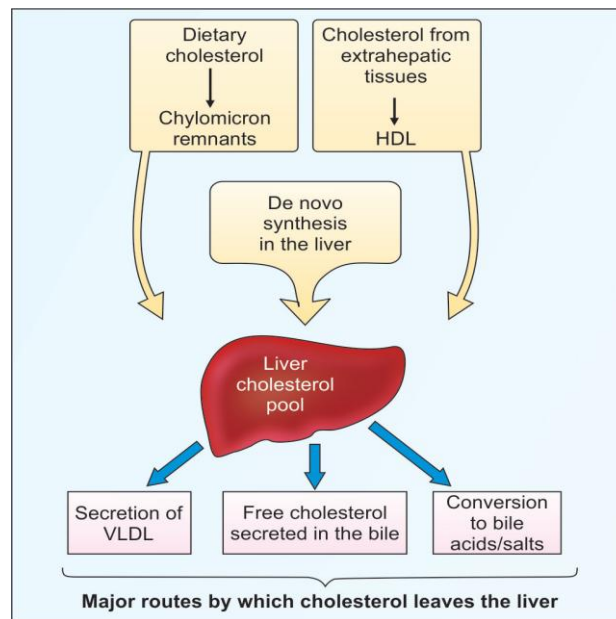 Dietary
cholesterol
Chylomicron
remnants
Cholesterol from
extrahepatic
tissues
HDL
De novo
synthesis
in the liver
Liver
cholesterol
pool
Secretion of
VLDL
Free cholesterol
secreted in the bile
Conversion
to bile
acids/salts
Major routes by which cholesterol leaves the liver